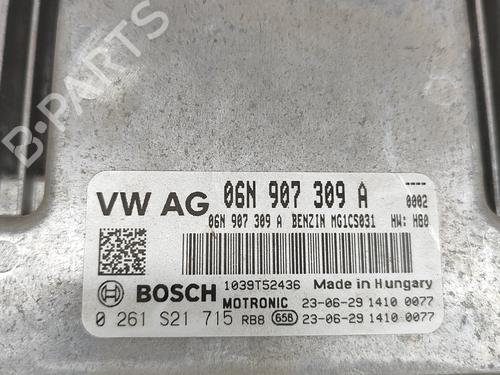 B-PARTS
VW AG 06N 907 309 A
0002
06N 907 309 A BENZIN MG1CS031 HW: H80
1039T52436 Made in Hungary
BOSCH MOTRONIC 23-06-29 1410 0077
0 261 S21 715 RB8 65B 23-06-29 1410 0077